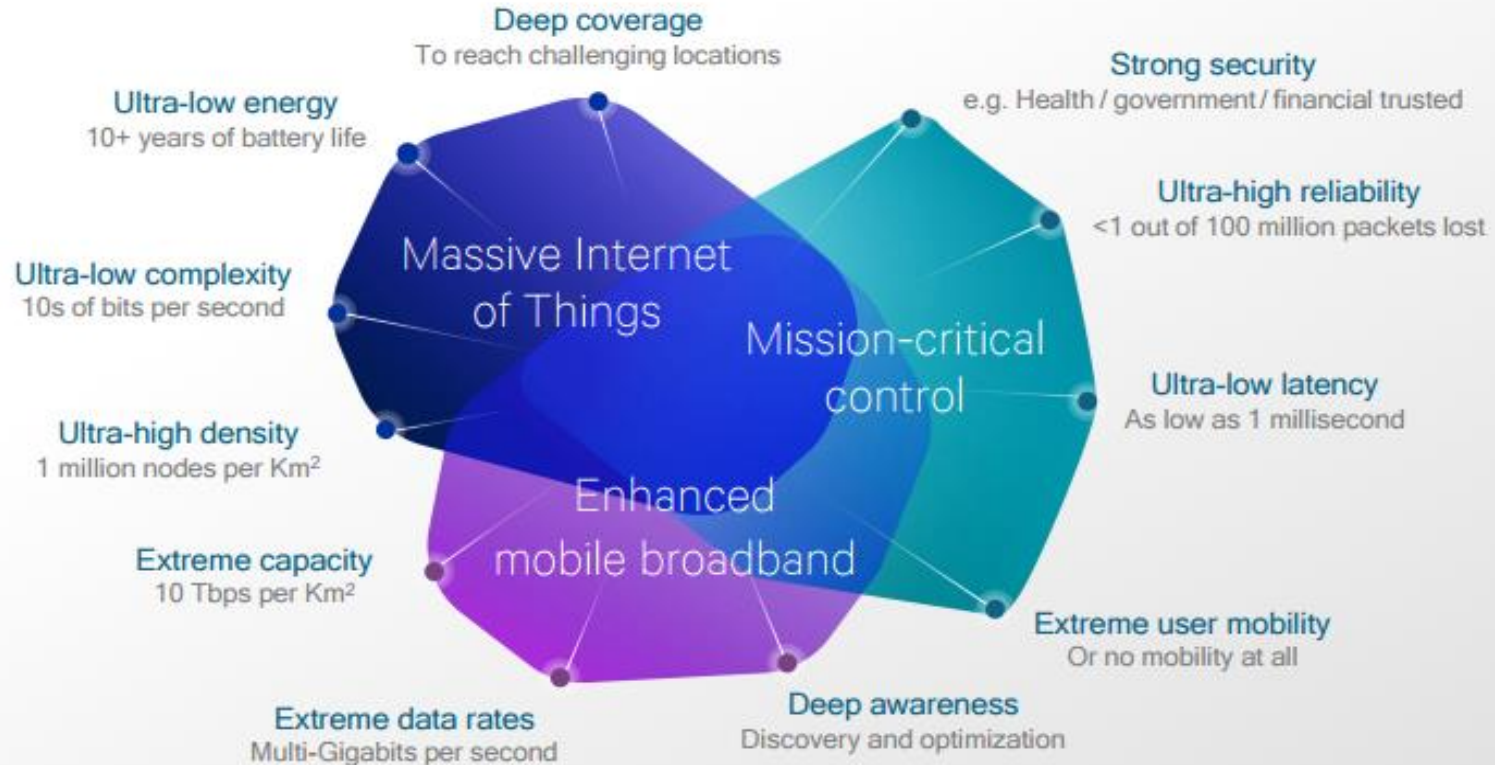 Deep coverage
To reach challenging locations
Strong security
e.g. Health / government / financial trusted
Ultra-low energy
10+ years of battery life
Ultra-high reliability
<1 out of 100 million packets lost
Massive Internet
of Things
Ultra-low complexity
10s of bits per second
Mission-critical
control
Ultra-low latency
As low as 1 millisecond
Ultra-high density
1 million nodes per Km²
Enhanced
mobile broadband
Extreme capacity
10 Tbps per Km²
Extreme user mobility
Or no mobility at all
Extreme data rates
Multi-Gigabits per second
Deep awareness
Discovery and optimization